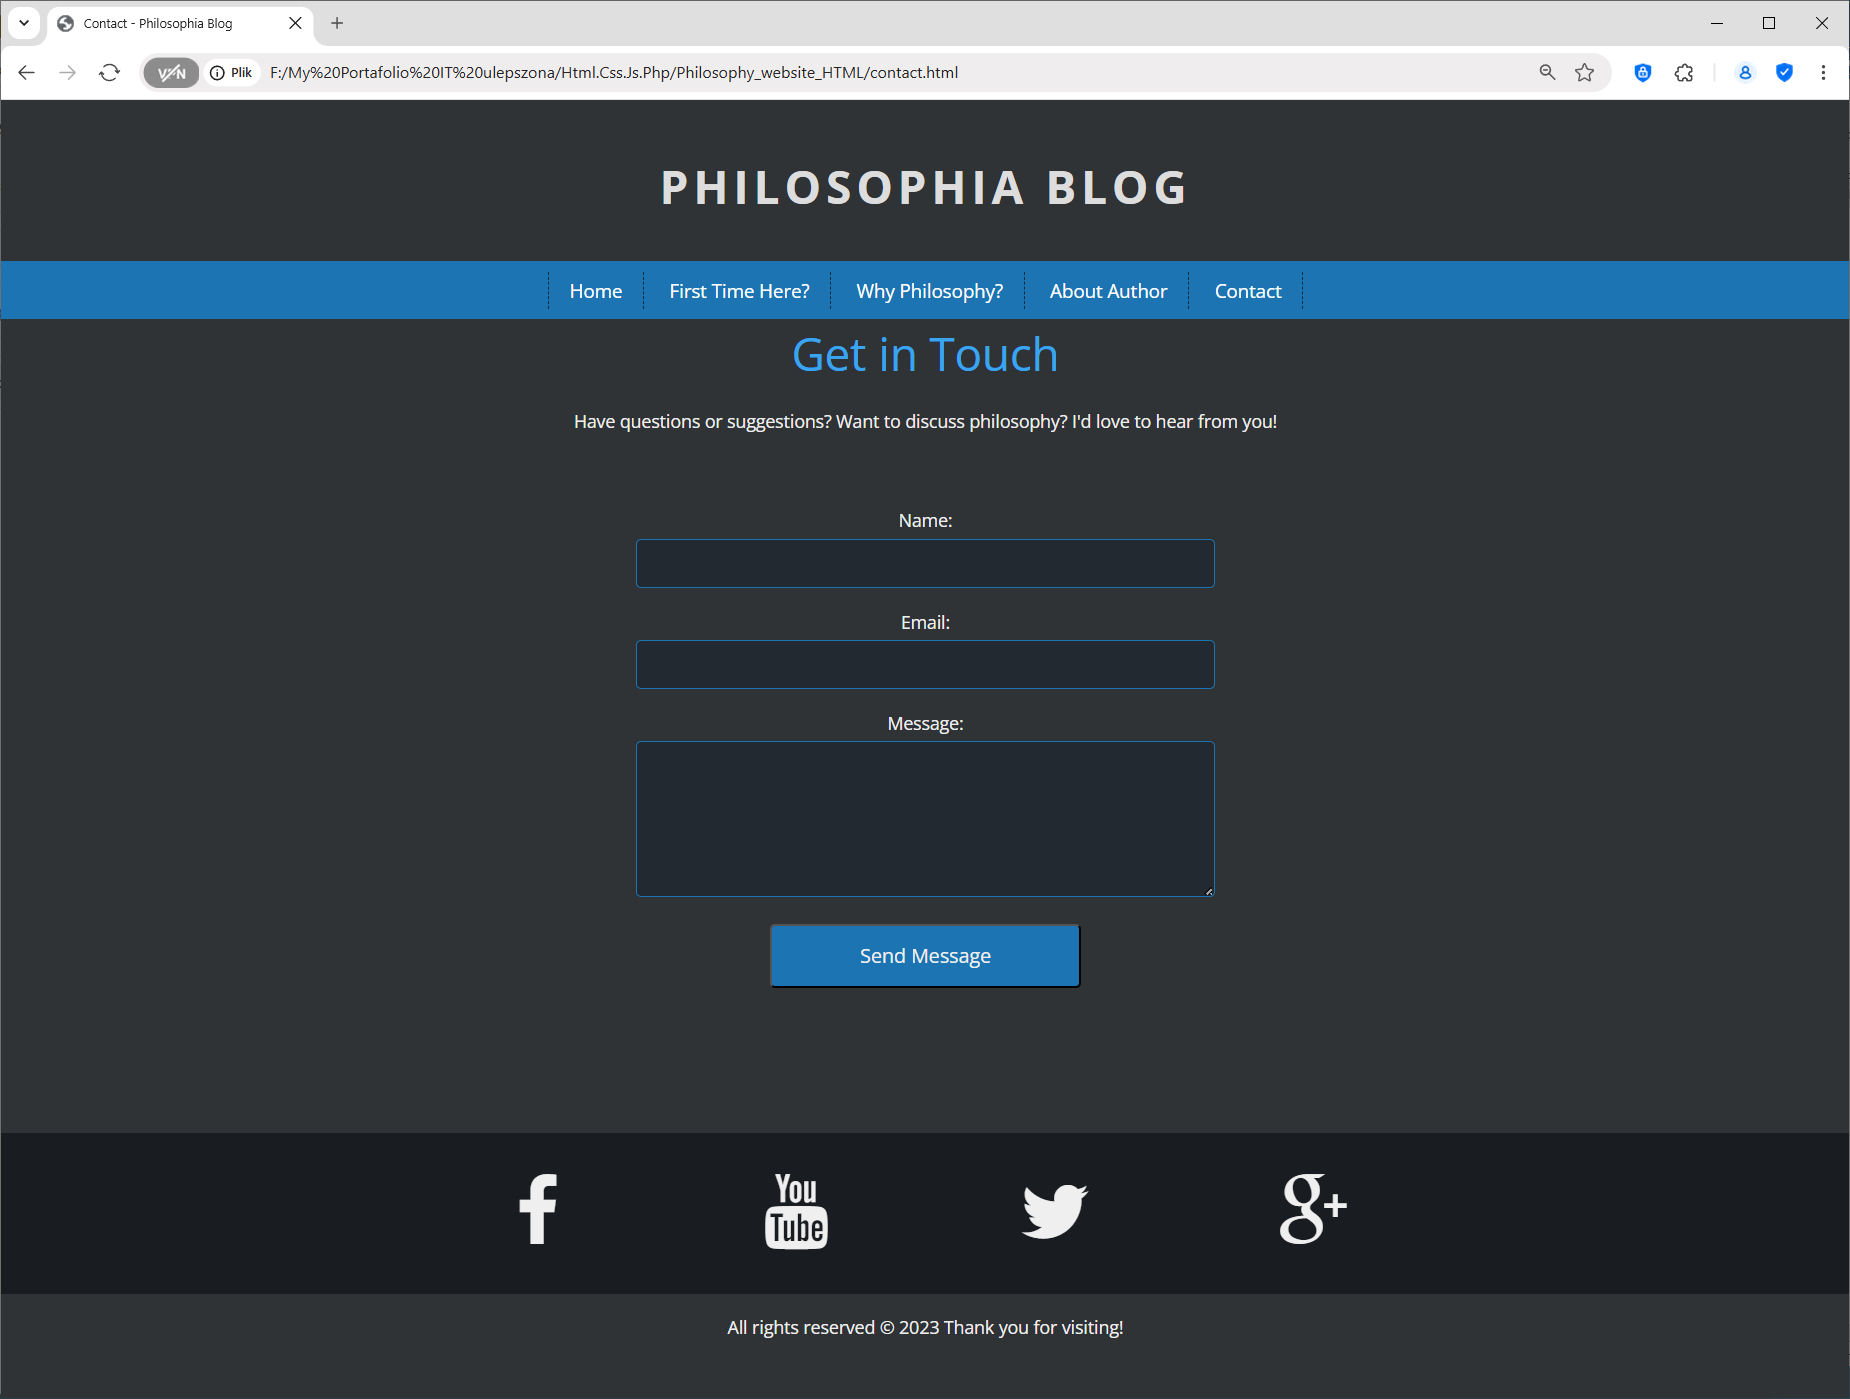 Contact - Philosophia Blog
VPN
Plik
F:/My%20Portafolio%20IT%20ulepszona/Html.Css.Js.Php/Philosophy_website_HTML/contact.html
PHILOSOPHIA BLOG
Home First Time Here? Why Philosophy? About Author Contact
Get in Touch
Have questions or suggestions? Want to discuss philosophy? I'd love to hear from you!
Name:
Email:
Message:
Send Message
You
Tube
g+
All rights reserved © 2023 Thank you for visiting!